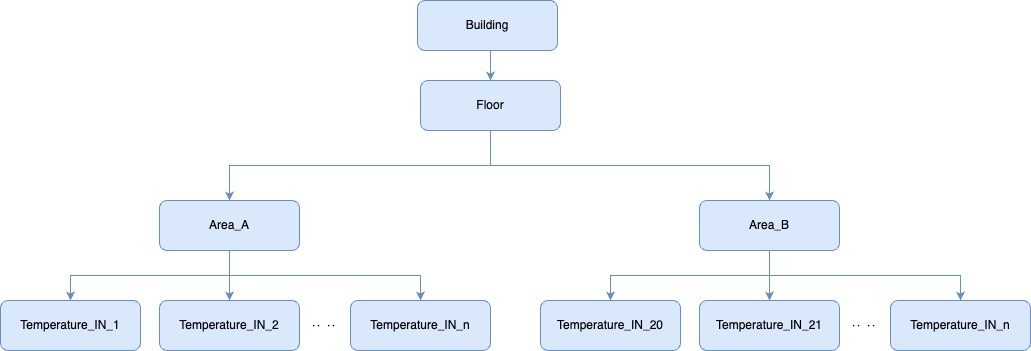 Building
Floor
Area_A
Area_B
Temperature_IN_1
Temperature_IN_2
.. ..
Temperature_IN_n
Temperature_IN_20
Temperature_IN_21
.. ..
Temperature_IN_n